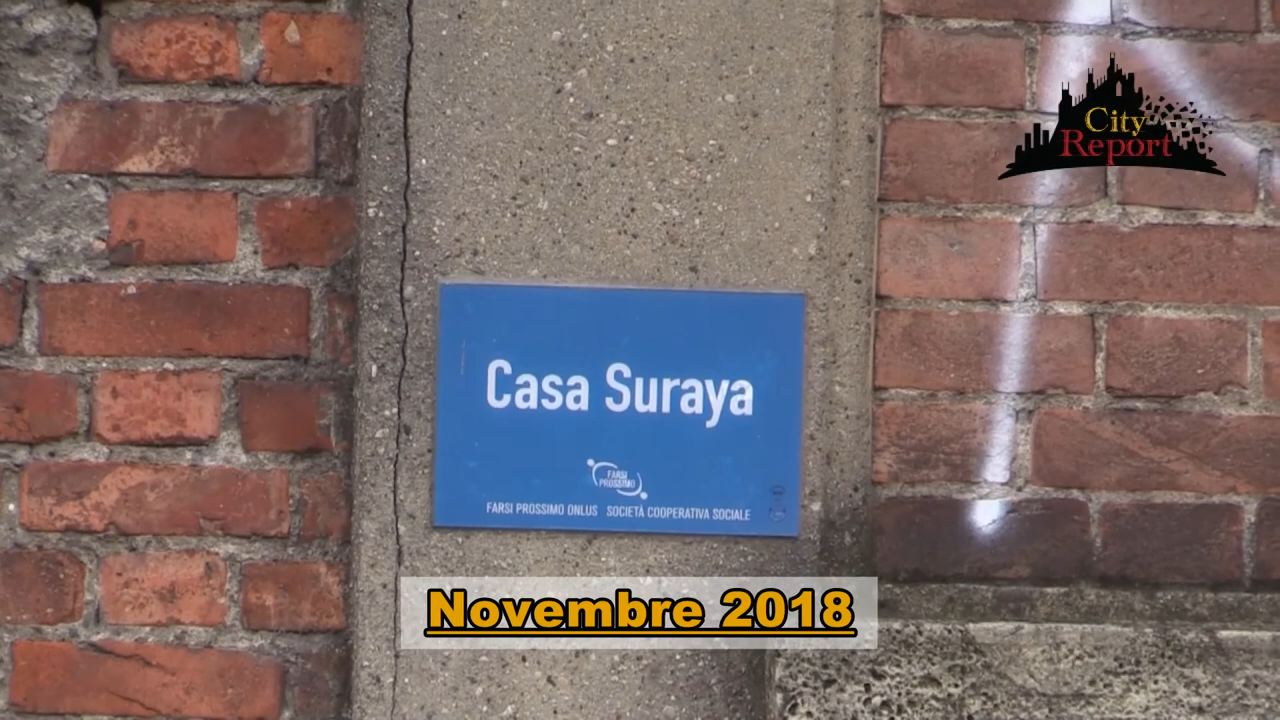 City
Report
Casa Suraya
FARSI
PROSSIMO
FARSI PROSSIMO ONLUS SOCIETÀ COOPERATIVA SOCIALE
Novembre 2018